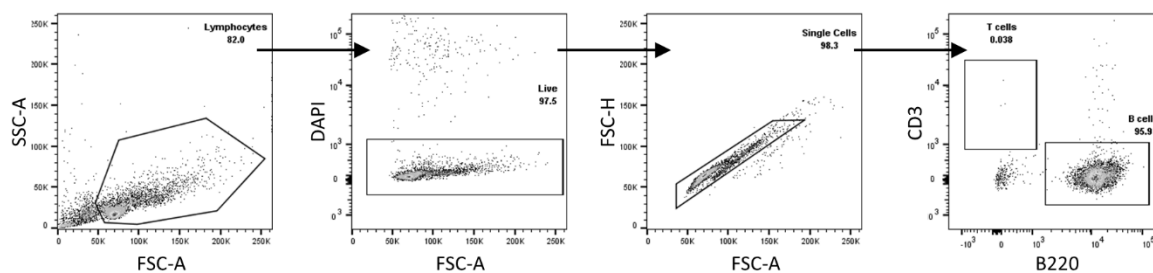 Lymphocytes
82.0
SSC-A
250K
200K
150K
100K
50K
0
0 50K 100K 150K 200K 250K
FSC-A
Live
97.5
DAPI
10^5
10^4
10^3
0
0^3
0 50K 100K 150K 200K 250K
FSC-A
Single Cells
98.3
FSC-H
250K
200K
150K
100K
50K
0
0 50K 100K 150K 200K 250K
FSC-A
T cells
0.038
B cell
95.9
CD3
10^5
10^4
10^3
0
0^3
-10^3 0 10^3 10^4 10^5
B220